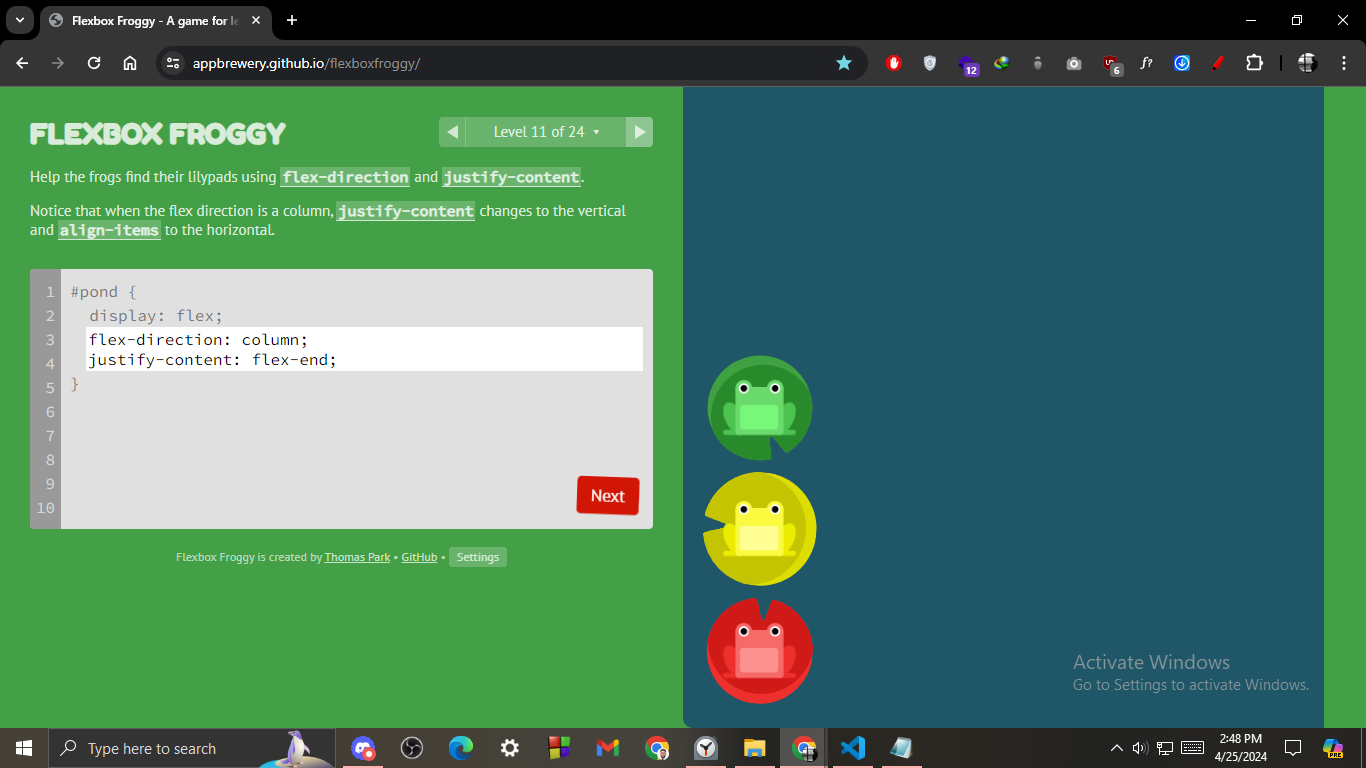 Flexbox Froggy - A game for le
appbrewery.github.io/flexboxfroggy/
12
6
f?
FLEXBOX FROGGY
Level 11 of 24
Help the frogs find their lilypads using flex-direction and justify-content.
Notice that when the flex direction is a column, justify-content changes to the vertical
and align-items to the horizontal.
1 #pond {
2 display: flex;
3 flex-direction: column;
4 justify-content: flex-end;
5 }
6
7
8
9
10
Next
Flexbox Froggy is created by Thomas Park • GitHub • Settings
Activate Windows
Go to Settings to activate Windows.
Type here to search
2:48 PM
4/25/2024
PRE